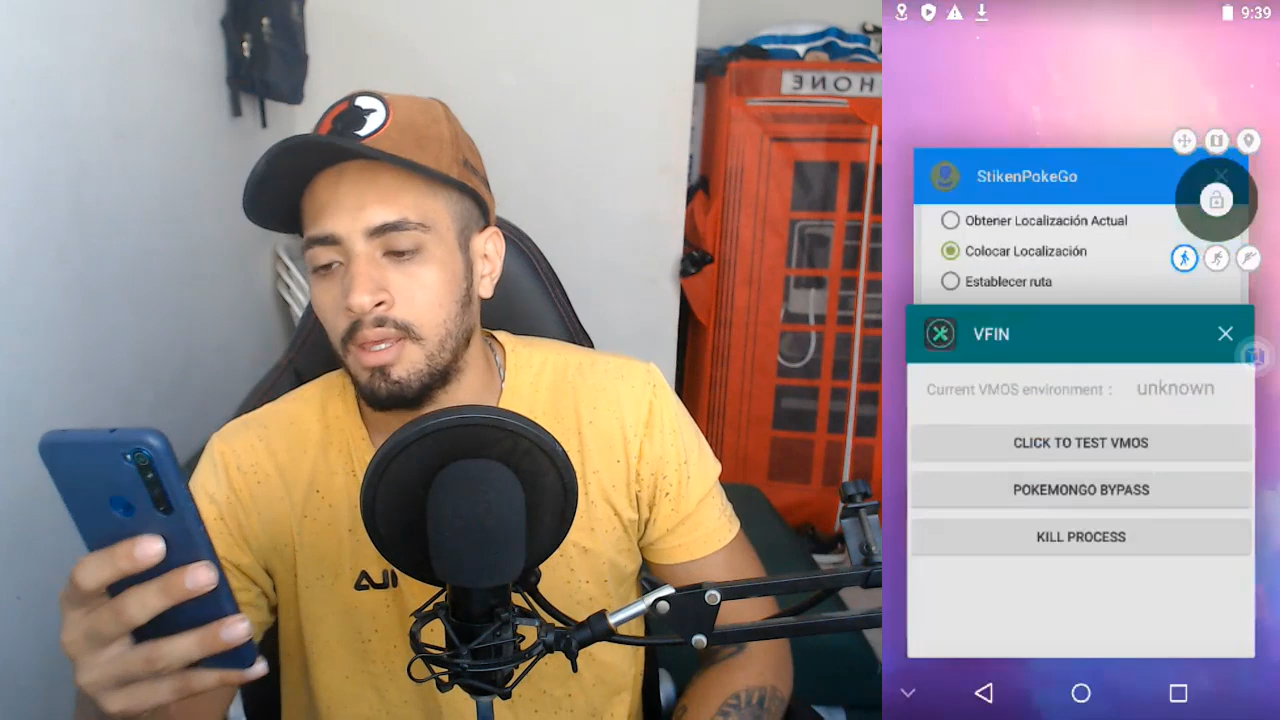 ƎИOH
9:39
StikenPokeGo
Obtener Localización Actual
Colocar Localización
Establecer ruta
VFIN
Current VMOS environment :
unknown
CLICK TO TEST VMOS
POKEMONGO BYPASS
KILL PROCESS